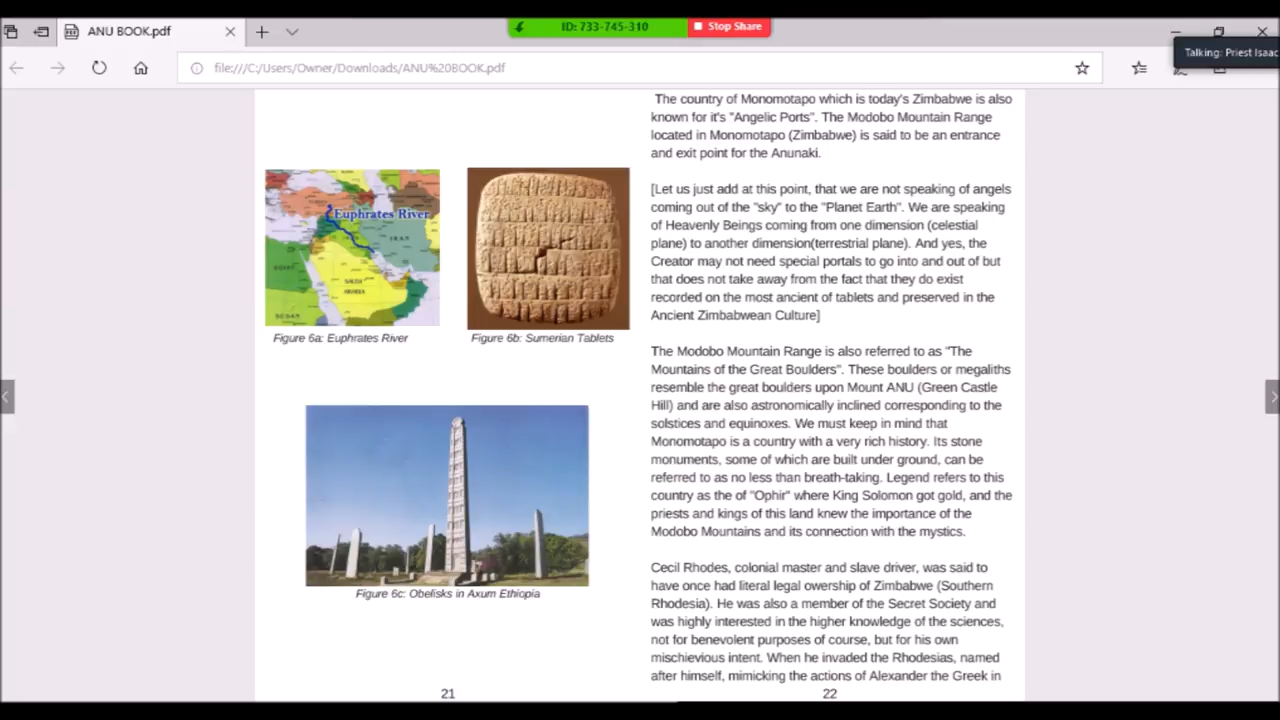 ANU BOOK.pdf
ID: 733-745-310
Stop Share
Talking: Priest Isaac
file:///C:/Users/Owner/Downloads/ANU%20BOOK.pdf
Euphrates River
IRAN
EGYPT
SAUDI
ARABIA
SUDAN
Figure 6a: Euphrates River
Figure 6b: Sumerian Tablets
Figure 6c: Obelisks in Axum Ethiopia
21
The country of Monomotapo which is today's Zimbabwe is also
known for it's "Angelic Ports". The Modobo Mountain Range
located in Monomotapo (Zimbabwe) is said to be an entrance
and exit point for the Anunaki.
[Let us just add at this point, that we are not speaking of angels
coming out of the "sky" to the "Planet Earth". We are speaking
of Heavenly Beings coming from one dimension (celestial
plane) to another dimension(terrestrial plane). And yes, the
Creator may not need special portals to go into and out of but
that does not take away from the fact that they do exist
recorded on the most ancient of tablets and preserved in the
Ancient Zimbabwean Culture]
The Modobo Mountain Range is also referred to as "The
Mountains of the Great Boulders". These boulders or megaliths
resemble the great boulders upon Mount ANU (Green Castle
Hill) and are also astronomically inclined corresponding to the
solstices and equinoxes. We must keep in mind that
Monomotapo is a country with a very rich history. Its stone
monuments, some of which are built under ground, can be
referred to as no less than breath-taking. Legend refers to this
country as the of "Ophir" where King Solomon got gold, and the
priests and kings of this land knew the importance of the
Modobo Mountains and its connection with the mystics.
Cecil Rhodes, colonial master and slave driver, was said to
have once had literal legal owership of Zimbabwe (Southern
Rhodesia). He was also a member of the Secret Society and
was highly interested in the higher knowledge of the sciences,
not for benevolent purposes of course, but for his own
mischievious intent. When he invaded the Rhodesias, named
after himself, mimicking the actions of Alexander the Greek in
22